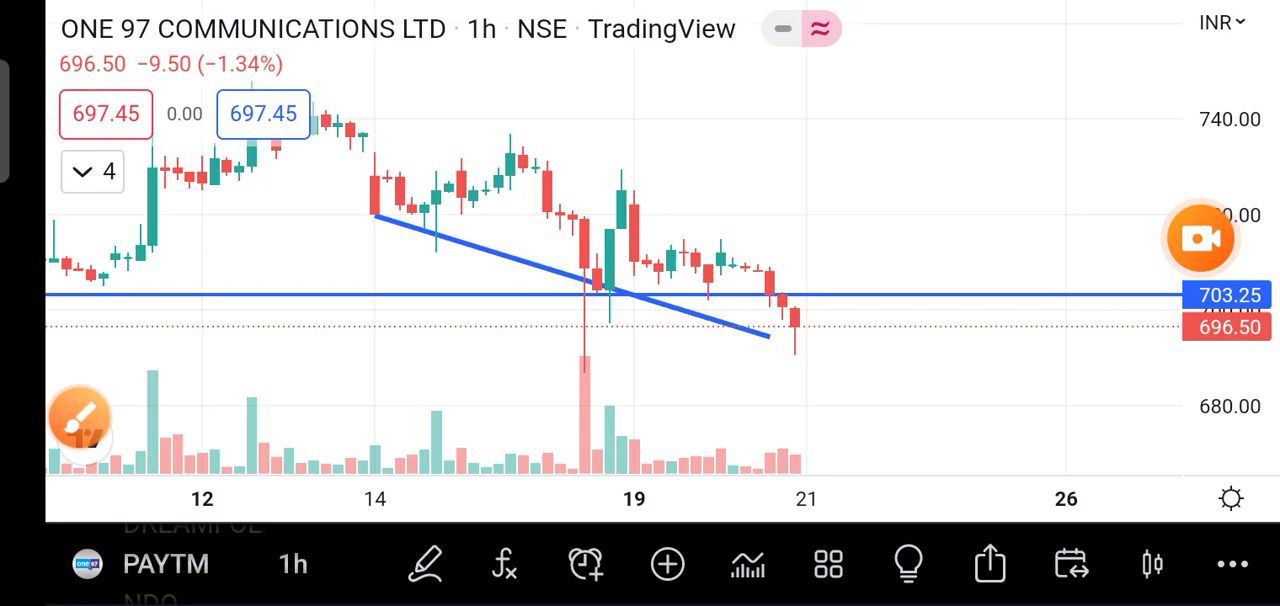 ONE 97 COMMUNICATIONS LTD · 1h · NSE · TradingView
INR
696.50 −9.50 (−1.34%)
697.45 0.00 697.45
740.00
4
703.25
696.50
680.00
12 14 19 21 26
one97 PAYTM 1h